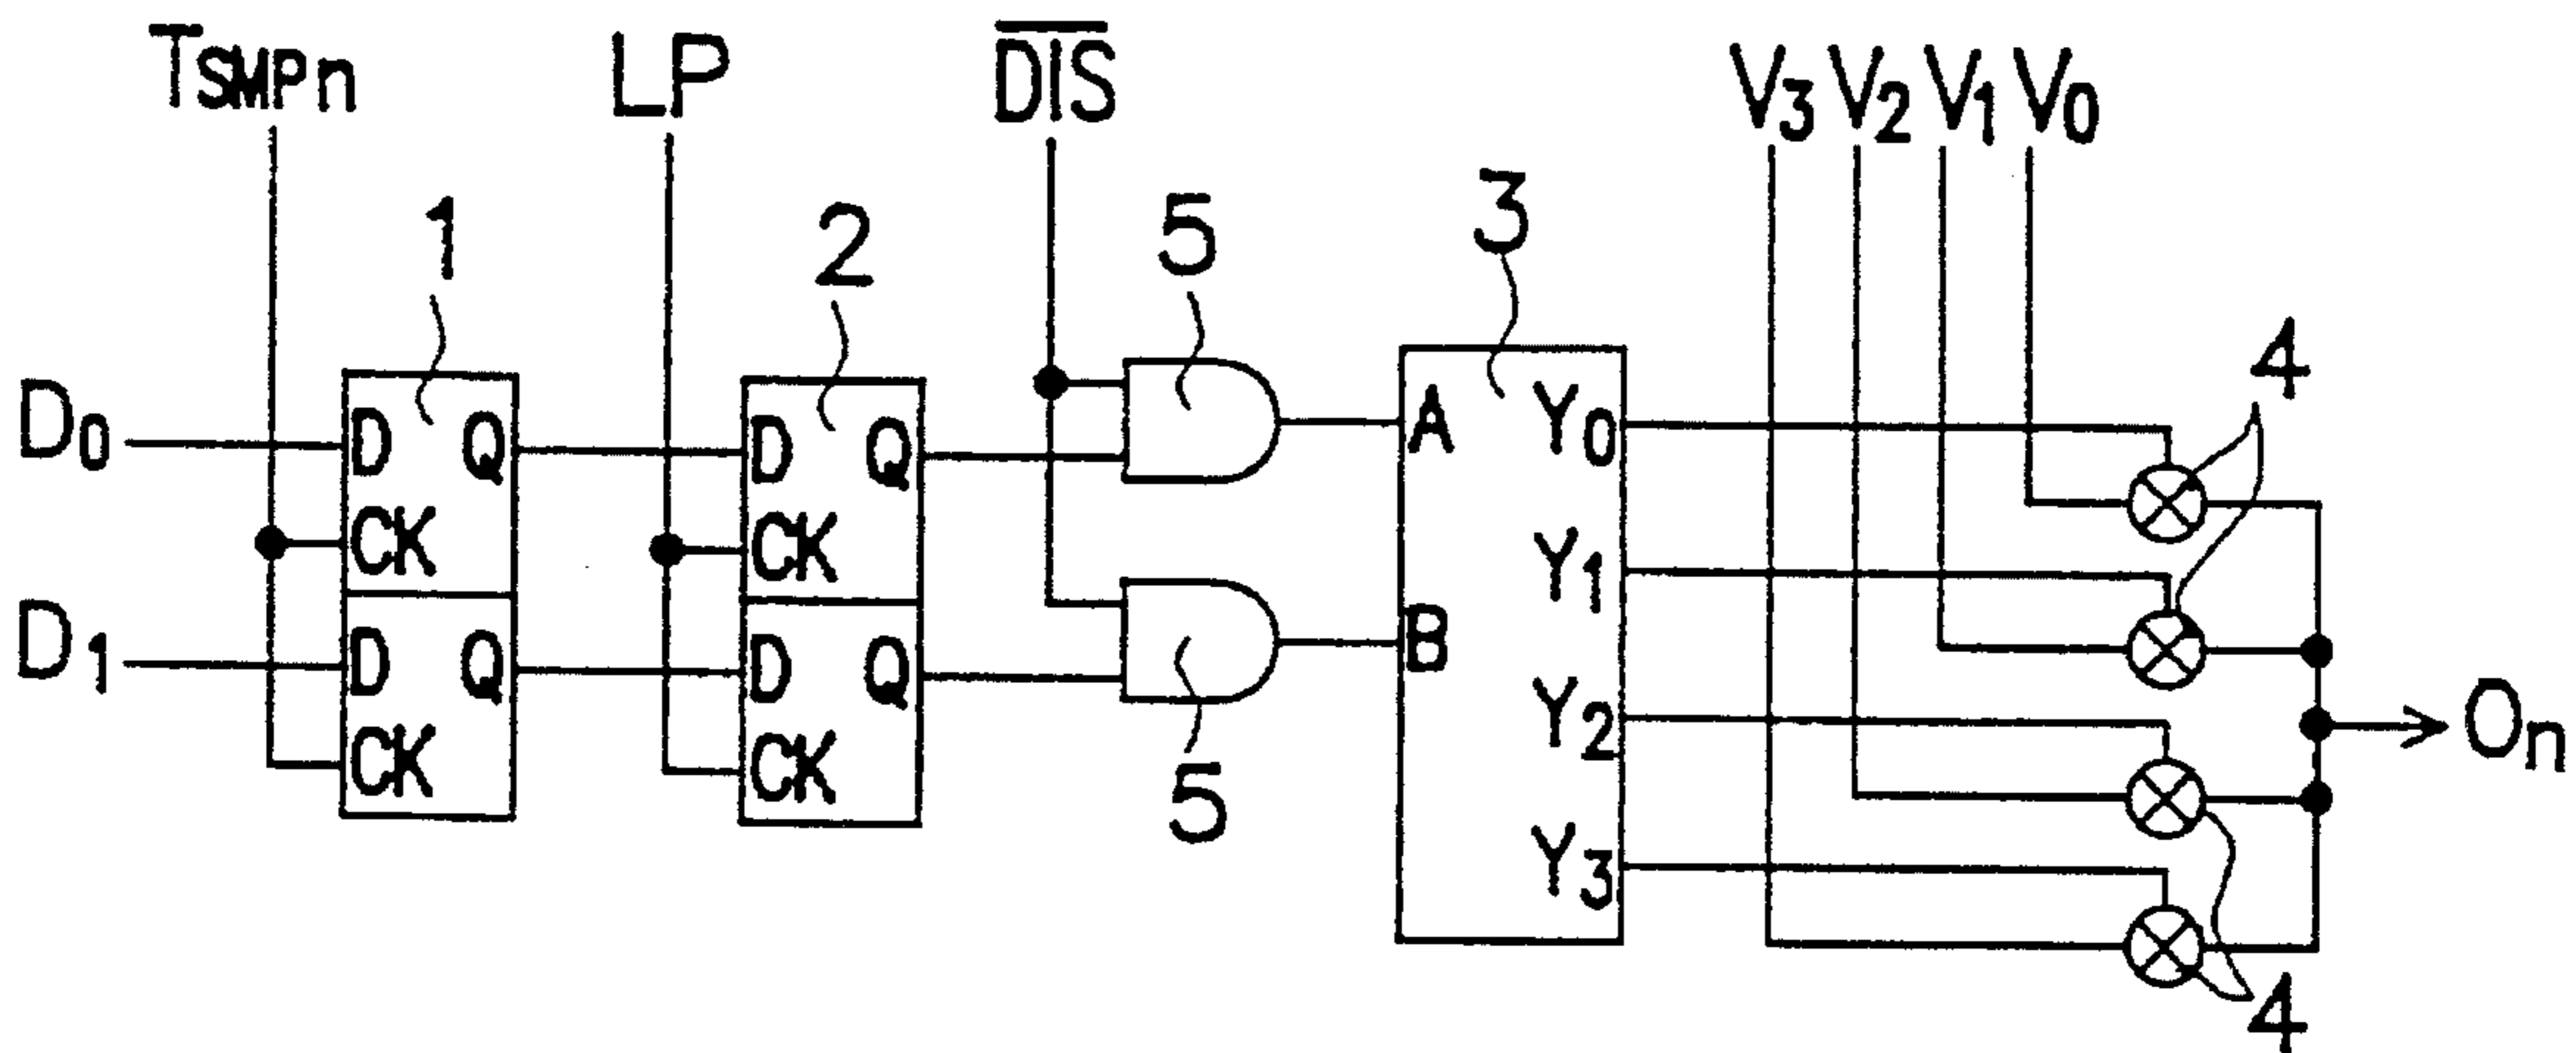 TSMPn LP DIS V3 V2 V1 V0
1 2 5 3 4
D0 D Q D Q A Y0
CK CK Y1
D1 D Q D Q B Y2
CK CK Y3
On
5 4